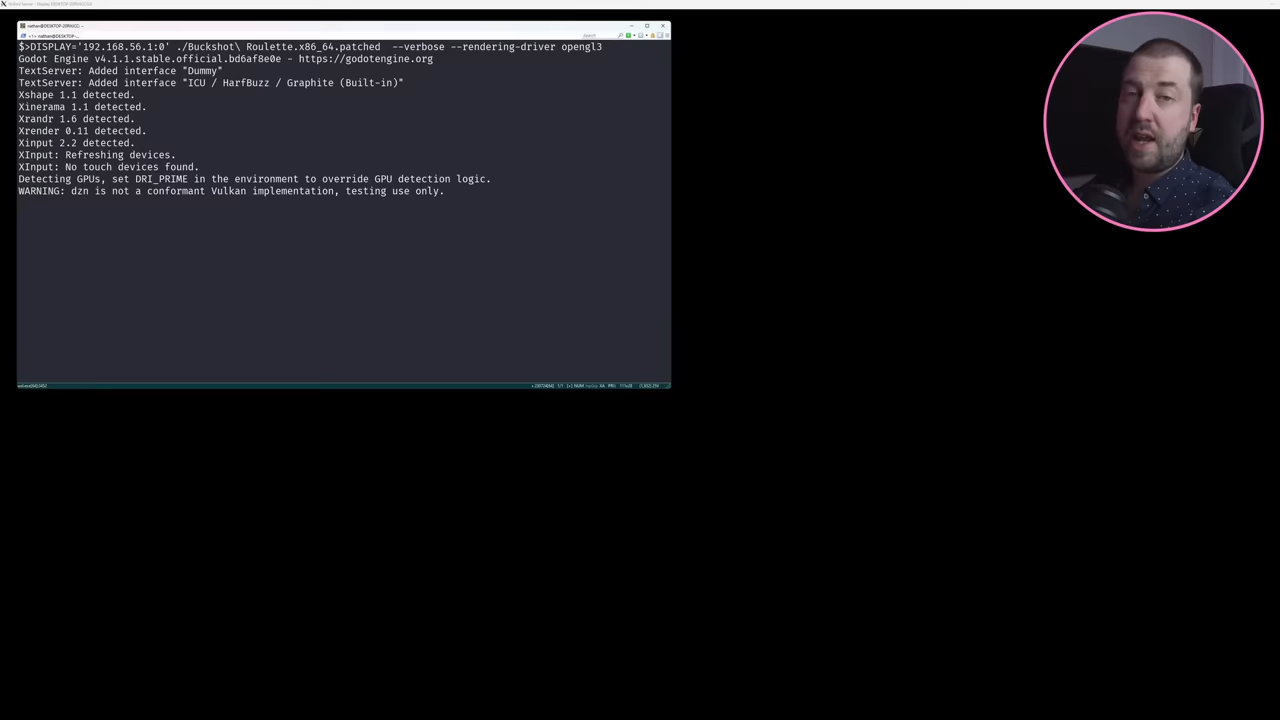 $>DISPLAY='192.168.56.1:0' ./Buckshot\ Roulette.x86_64.patched  --verbose --rendering-driver opengl3
Godot Engine v4.1.1.stable.official.bd6af8e0e - https://godotengine.org
TextServer: Added interface "Dummy"
TextServer: Added interface "ICU / HarfBuzz / Graphite (Built-in)"
Xshape 1.1 detected.
Xinerama 1.1 detected.
Xrandr 1.6 detected.
Xrender 0.11 detected.
Xinput 2.2 detected.
XInput: Refreshing devices.
XInput: No touch devices found.
Detecting GPUs, set DRI_PRIME in the environment to override GPU detection logic.
WARNING: dzn is not a conformant Vulkan implementation, testing use only.